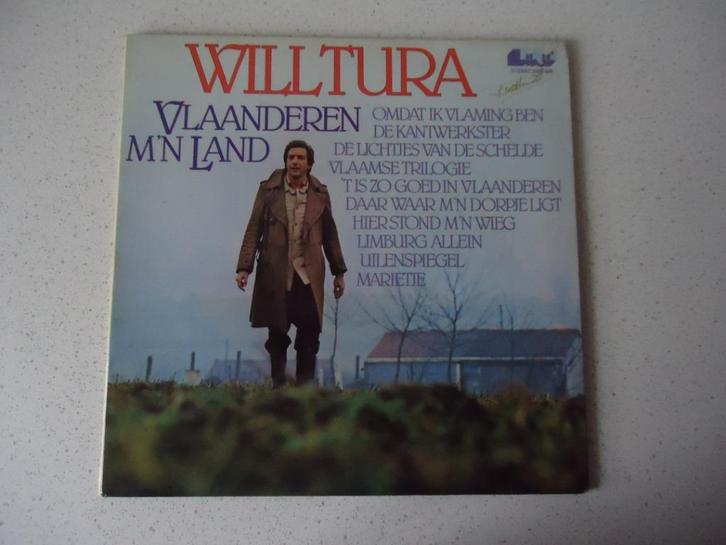 WILL TURA
VLAANDEREN
M'N LAND
OMDAT IK VLAMING BEN
DE KANTWERKSTER
DE LICHTJES VAN DE SCHELDE
VLAAMSE TRILOGIE
'T IS ZO GOED IN VLAANDEREN
DAAR WAAR M'N DORPJE LIGT
HIER STOND M'N WIEG
LIMBURG ALLEIN
UILENSPIEGEL
MARIETJE